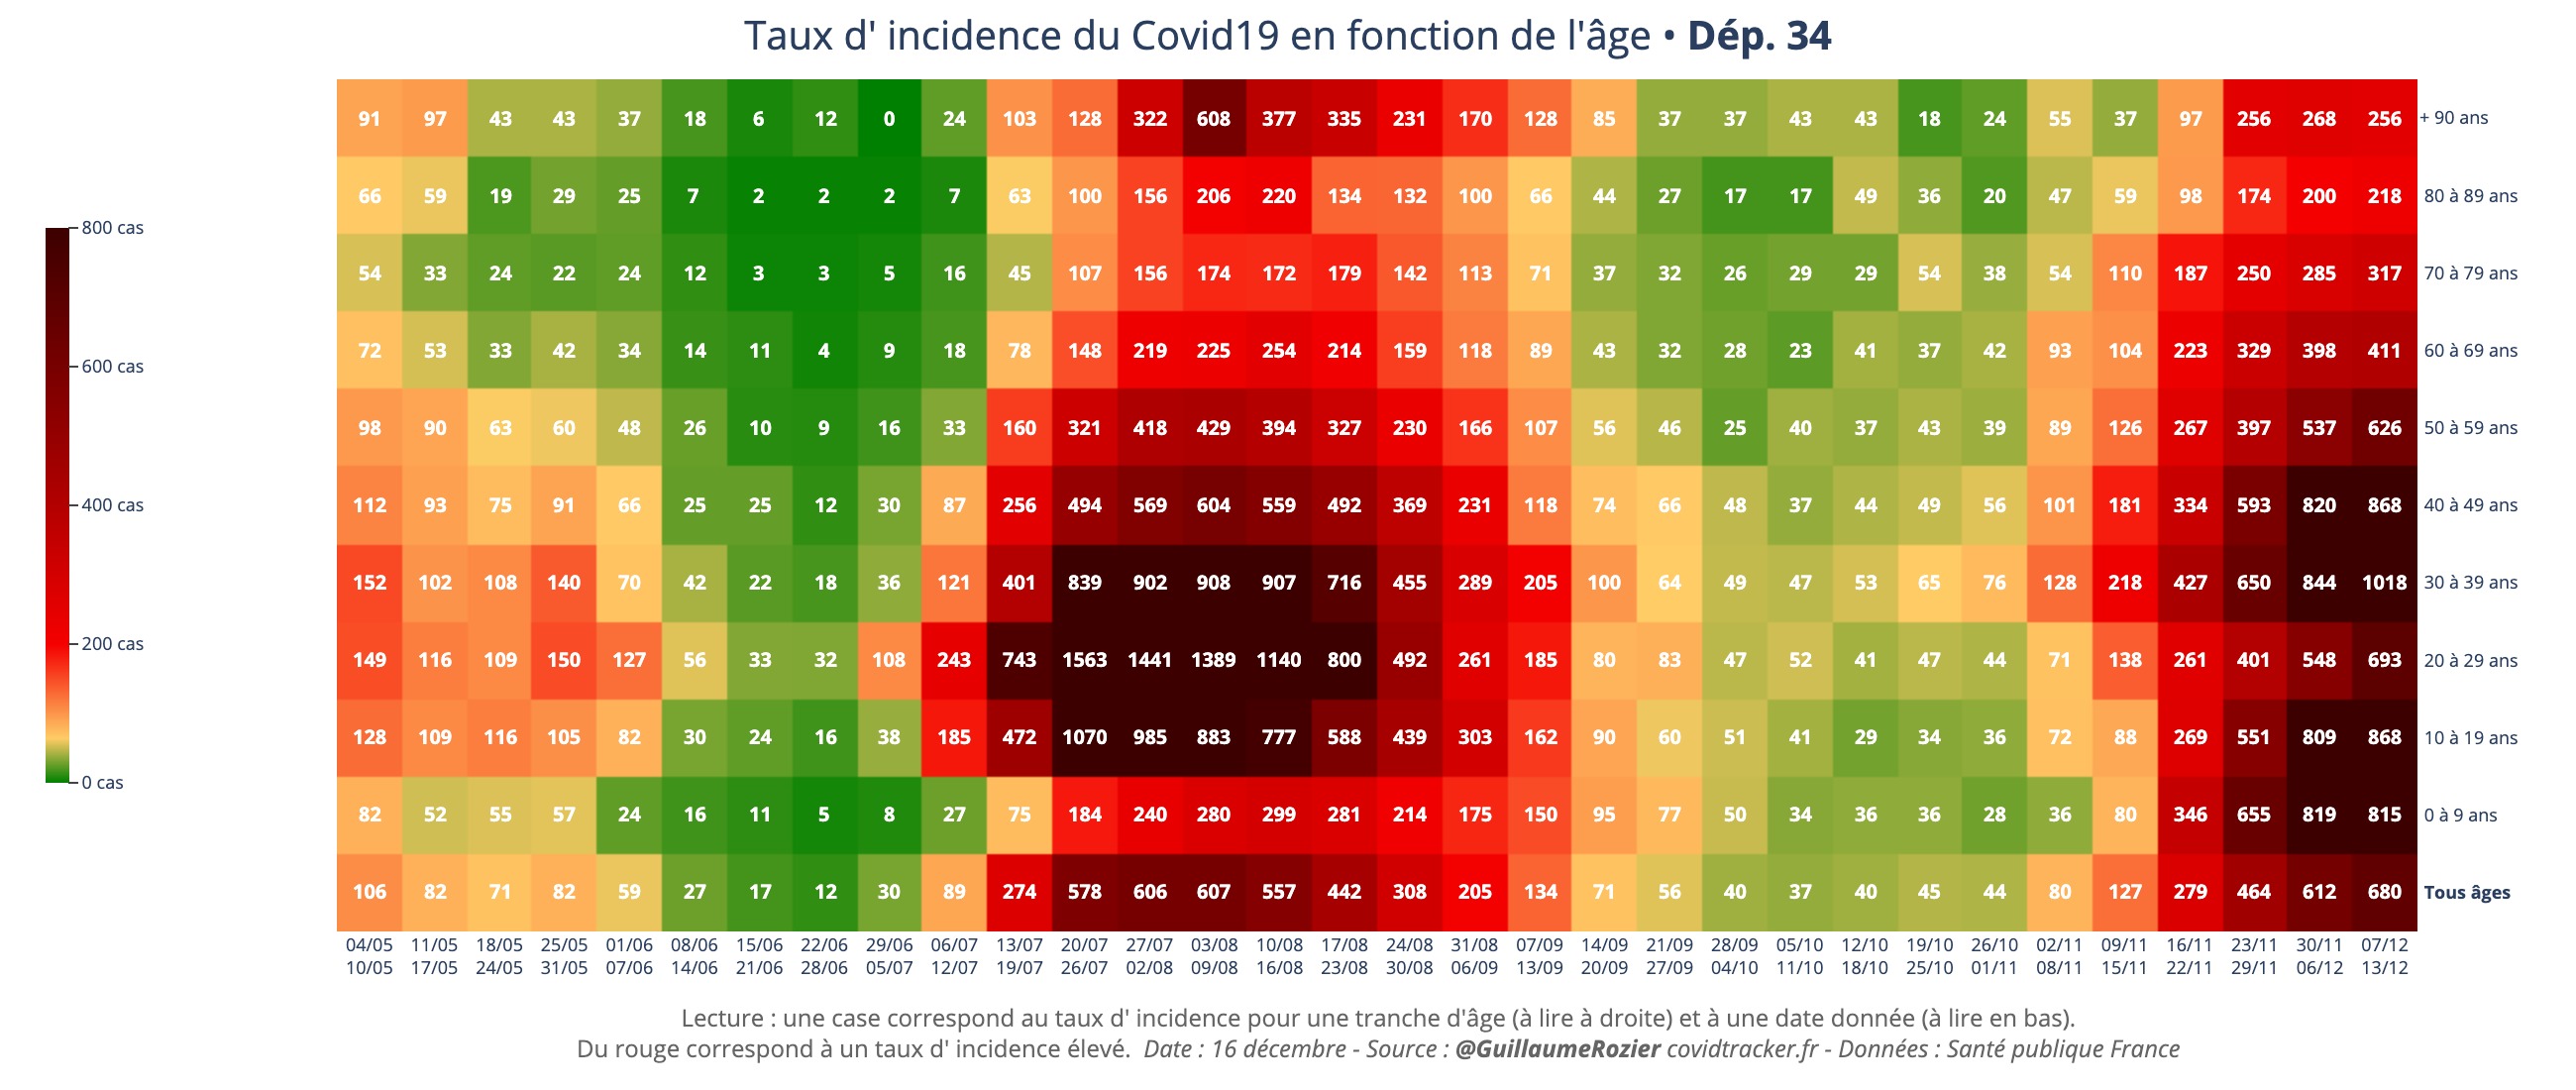 Taux d' incidence du Covid19 en fonction de l'âge • Dép. 34
91 97 43 43 37 18 6 12 0 24 103 128 322 608 377 335 231 170 128 85 37 37 43 43 18 24 55 37 97 256 268 256 + 90 ans
66 59 19 29 25 7 2 2 2 7 63 100 156 206 220 134 132 100 66 44 27 17 17 49 36 20 47 59 98 174 200 218 80 à 89 ans
800 cas
54 33 24 22 24 12 3 3 5 16 45 107 156 174 172 179 142 113 71 37 32 26 29 29 54 38 54 110 187 250 285 317 70 à 79 ans
72 53 33 42 34 14 11 4 9 18 78 148 219 225 254 214 159 118 89 43 32 28 23 41 37 42 93 104 223 329 398 411 60 à 69 ans
600 cas
98 90 63 60 48 26 10 9 16 33 160 321 418 429 394 327 230 166 107 56 46 25 40 37 43 39 89 126 267 397 537 626 50 à 59 ans
400 cas
112 93 75 91 66 25 25 12 30 87 256 494 569 604 559 492 369 231 118 74 66 48 37 44 49 56 101 181 334 593 820 868 40 à 49 ans
152 102 108 140 70 42 22 18 36 121 401 839 902 908 907 716 455 289 205 100 64 49 47 53 65 76 128 218 427 650 844 1018 30 à 39 ans
200 cas
149 116 109 150 127 56 33 32 108 243 743 1563 1441 1389 1140 800 492 261 185 80 83 47 52 41 47 44 71 138 261 401 548 693 20 à 29 ans
128 109 116 105 82 30 24 16 38 185 472 1070 985 883 777 588 439 303 162 90 60 51 41 29 34 36 72 88 269 551 809 868 10 à 19 ans
0 cas
82 52 55 57 24 16 11 5 8 27 75 184 240 280 299 281 214 175 150 95 77 50 34 36 36 28 36 80 346 655 819 815 0 à 9 ans
106 82 71 82 59 27 17 12 30 89 274 578 606 607 557 442 308 205 134 71 56 40 37 40 45 44 80 127 279 464 612 680 Tous âges
04/05 11/05 18/05 25/05 01/06 08/06 15/06 22/06 29/06 06/07 13/07 20/07 27/07 03/08 10/08 17/08 24/08 31/08 07/09 14/09 21/09 28/09 05/10 12/10 19/10 26/10 02/11 09/11 16/11 23/11 30/11 07/12
10/05 17/05 24/05 31/05 07/06 14/06 21/06 28/06 05/07 12/07 19/07 26/07 02/08 09/08 16/08 23/08 30/08 06/09 13/09 20/09 27/09 04/10 11/10 18/10 25/10 01/11 08/11 15/11 22/11 29/11 06/12 13/12
Lecture : une case correspond au taux d' incidence pour une tranche d'âge (à lire à droite) et à une date donnée (à lire en bas).
Du rouge correspond à un taux d' incidence élevé. Date : 16 décembre - Source : @GuillaumeRozier covidtracker.fr - Données : Santé publique France